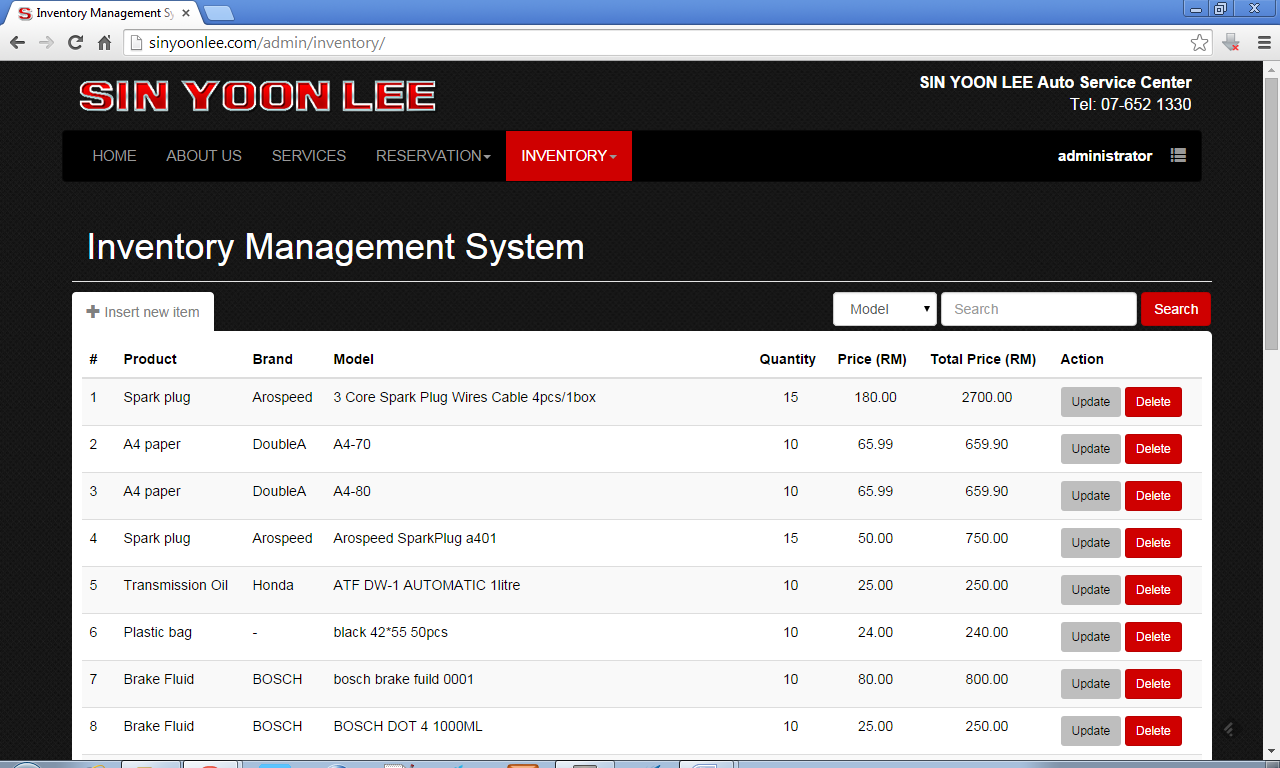 Inventory Management Sy
sinyoonlee.com/admin/inventory/
SIN YOON LEE
SIN YOON LEE Auto Service Center
Tel: 07-652 1330
HOME ABOUT US SERVICES RESERVATION INVENTORY administrator
Inventory Management System
Insert new item Model Search Search
# Product Brand Model Quantity Price (RM) Total Price (RM) Action
1 Spark plug Arospeed 3 Core Spark Plug Wires Cable 4pcs/1box 15 180.00 2700.00 Update Delete
2 A4 paper DoubleA A4-70 10 65.99 659.90 Update Delete
3 A4 paper DoubleA A4-80 10 65.99 659.90 Update Delete
4 Spark plug Arospeed Arospeed SparkPlug a401 15 50.00 750.00 Update Delete
5 Transmission Oil Honda ATF DW-1 AUTOMATIC 1litre 10 25.00 250.00 Update Delete
6 Plastic bag - black 42*55 50pcs 10 24.00 240.00 Update Delete
7 Brake Fluid BOSCH bosch brake fuild 0001 10 80.00 800.00 Update Delete
8 Brake Fluid BOSCH BOSCH DOT 4 1000ML 10 25.00 250.00 Update Delete